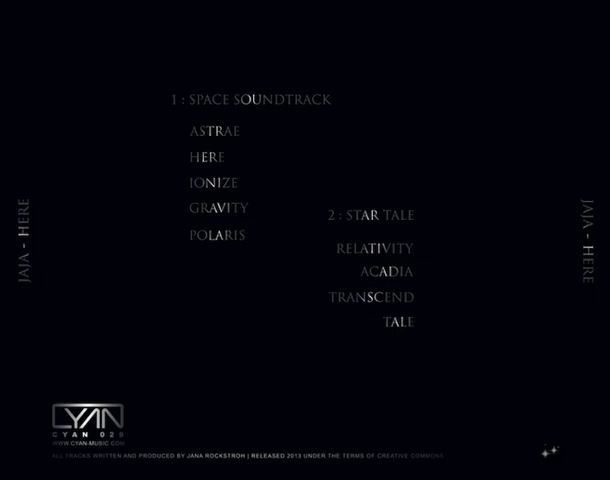 1 : SPACE SOUNDTRACK
ASTRAE
HERE
IONIZE
GRAVITY
POLARIS
2 : STAR TALE
RELATIVITY
ACADIA
TRANSCEND
TALE
JAJA - HERE
JAJA - HERE
CYAN
CYAN 029
WWW.CYAN-MUSIC.COM
ALL TRACKS WRITTEN AND PRODUCED BY JANA ROCKSTROH | RELEASED 2013 UNDER THE TERMS OF CREATIVE COMMONS